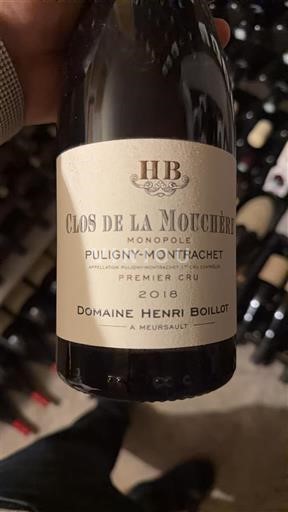 HB
CLOS DE LA MOUCHÈRE
MONOPOLE
PULIGNY-MONTRACHET
APPELLATION PULIGNY-MONTRACHET 1ER CRU CONTRÔLÉE
PREMIER CRU
2018
DOMAINE HENRI BOILLOT
A MEURSAULT